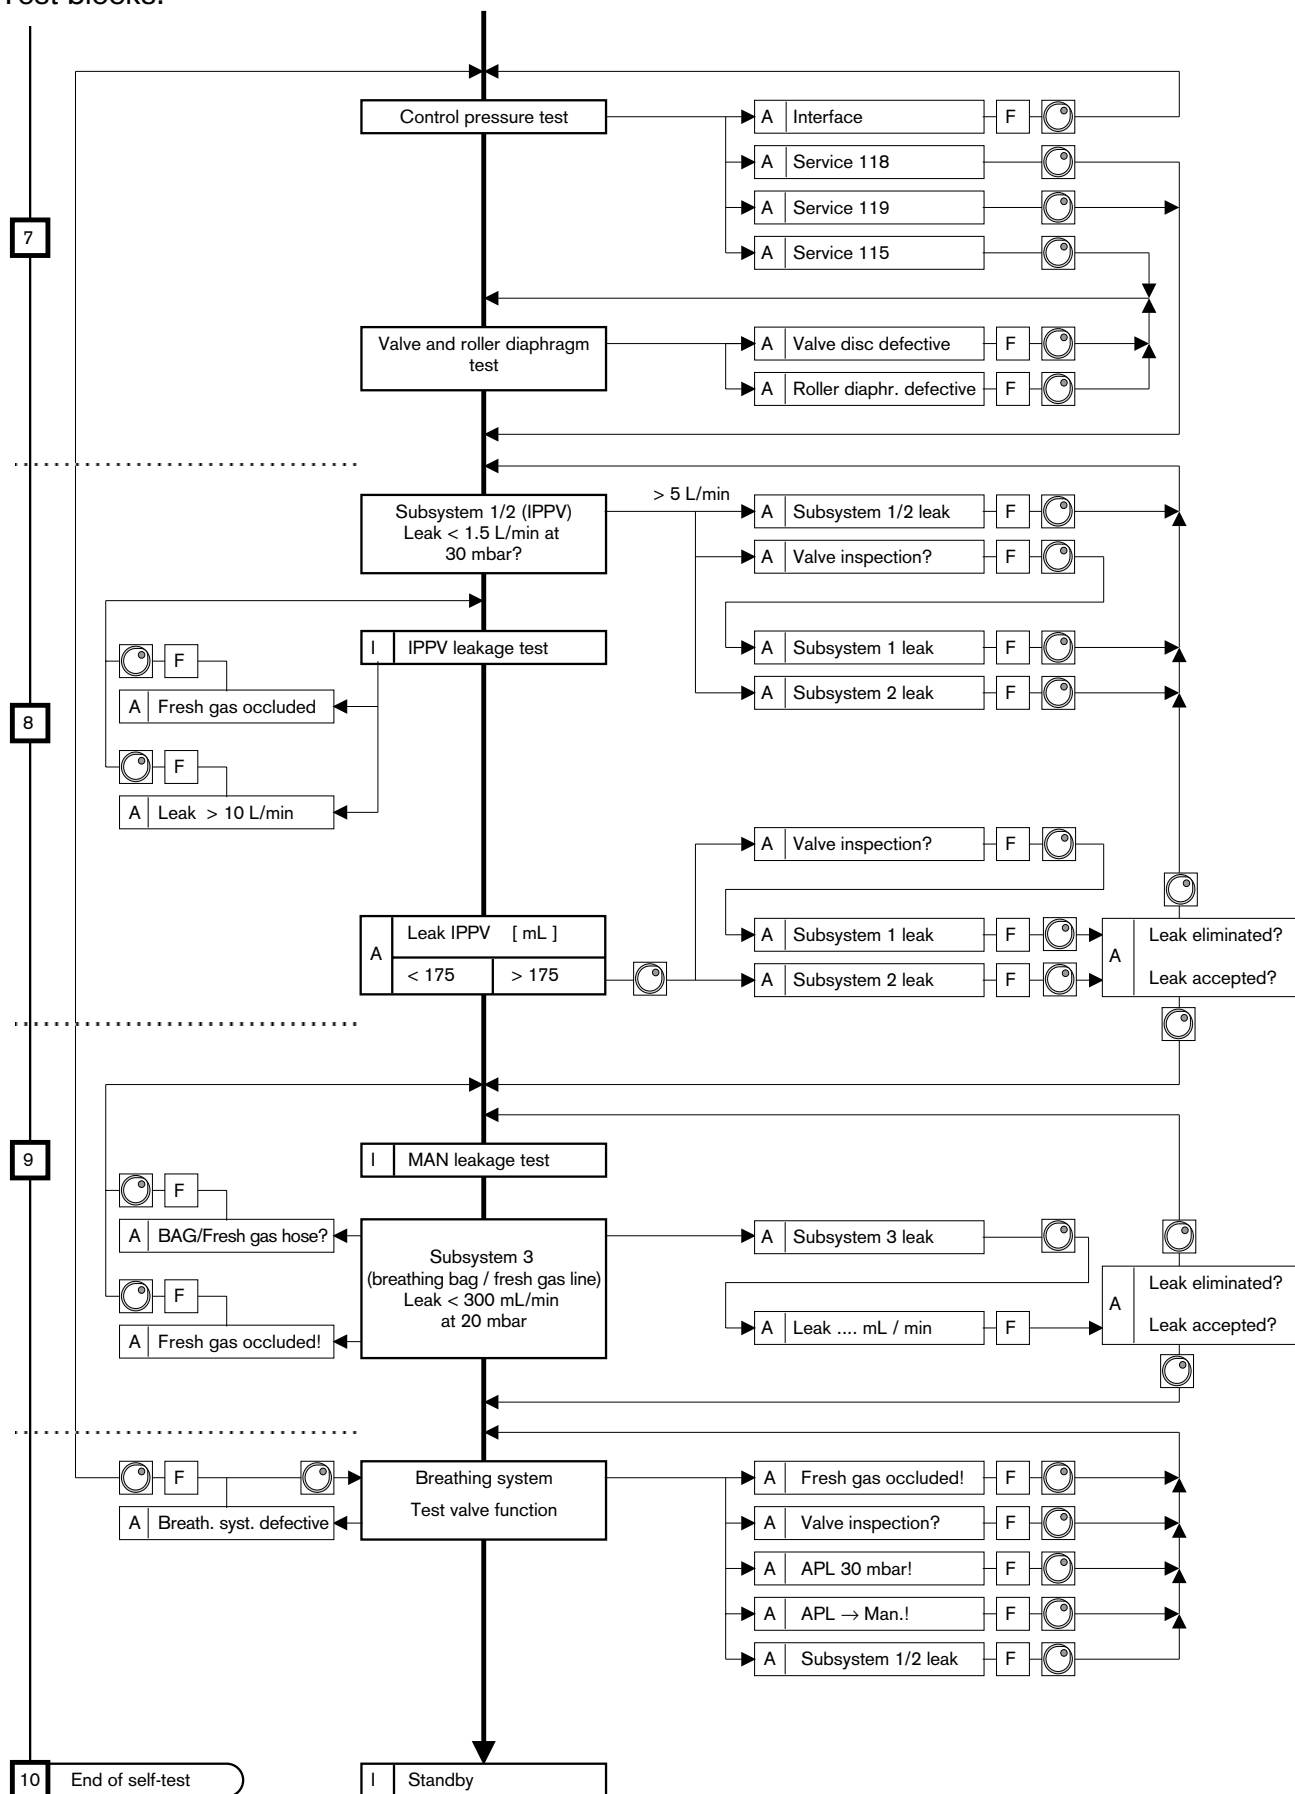 Test blocks:
Control pressure test
A Interface F
A Service 118
A Service 119
7
A Service 115
Valve and roller diaphragm
test
A Valve disc defective F
A Roller diaphr. defective F
Subsystem 1/2 (IPPV)
Leak < 1.5 L/min at
30 mbar?
> 5 L/min
A Subsystem 1/2 leak F
A Valve inspection? F
I IPPV leakage test
A Subsystem 1 leak F
F
A Fresh gas occluded
A Subsystem 2 leak F
8
F
A Leak > 10 L/min
A Valve inspection? F
A Leak IPPV [ mL ]
< 175 > 175
A Subsystem 1 leak F
A Subsystem 2 leak F
A Leak eliminated?
Leak accepted?
9
I MAN leakage test
F
A BAG/Fresh gas hose?
F
A Fresh gas occluded!
Subsystem 3
(breathing bag / fresh gas line)
Leak < 300 mL/min
at 20 mbar
A Subsystem 3 leak
A Leak .... mL / min F
A Leak eliminated?
Leak accepted?
F
A Breath. syst. defective
Breathing system
Test valve function
A Fresh gas occluded! F
A Valve inspection? F
A APL 30 mbar! F
A APL → Man.! F
A Subsystem 1/2 leak F
10 End of self-test
I Standby